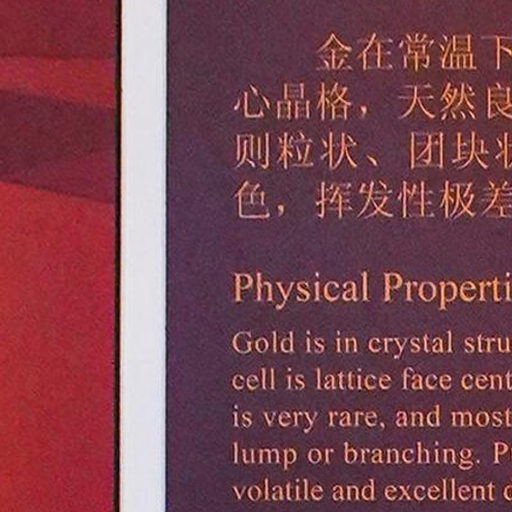 金在常温下
心晶格，天然良
则粒状、团块状
色，挥发性极差
Physical Properti
Gold is in crystal stru
cell is lattice face cent
is very rare, and most
lump or branching. P
volatile and excellent